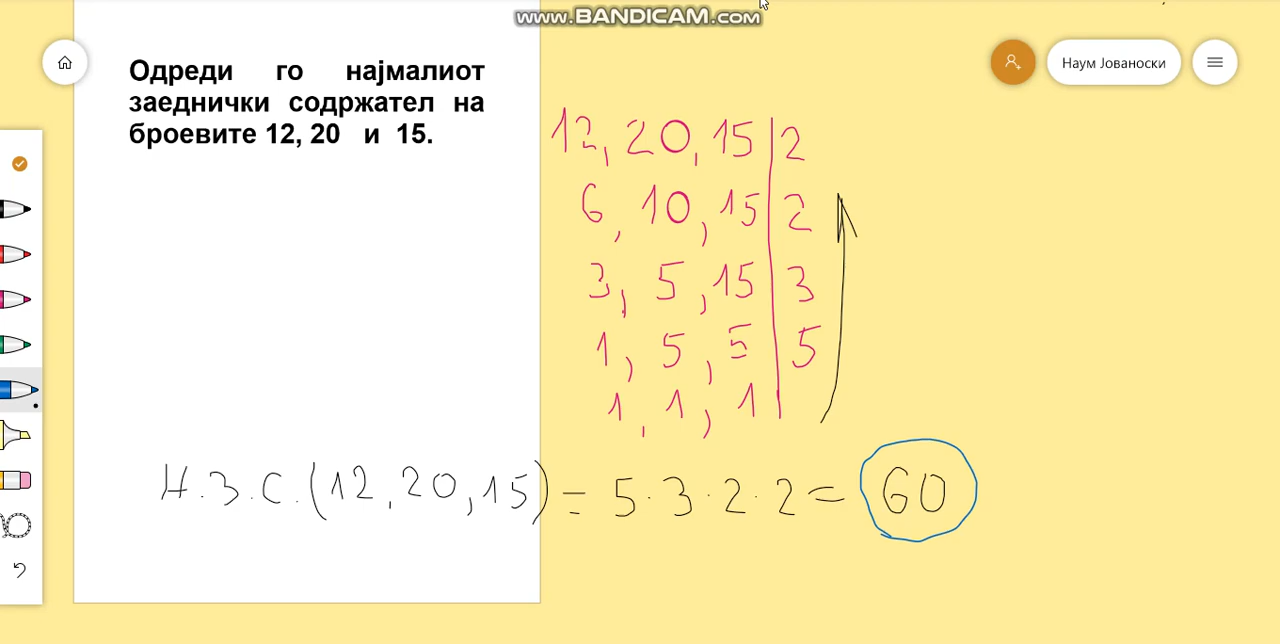 www.BANDICAM.com
Наум Јованоски
Одреди го најмалиот
заеднички содржател на
броевите 12, 20 и 15.
12, 20, 15 | 2
6, 10, 15 | 2
3, 5, 15 | 3
1, 5, 5 | 5
1, 1, 1
Н.З.С.(12, 20, 15) = 5·3·2·2 = 60